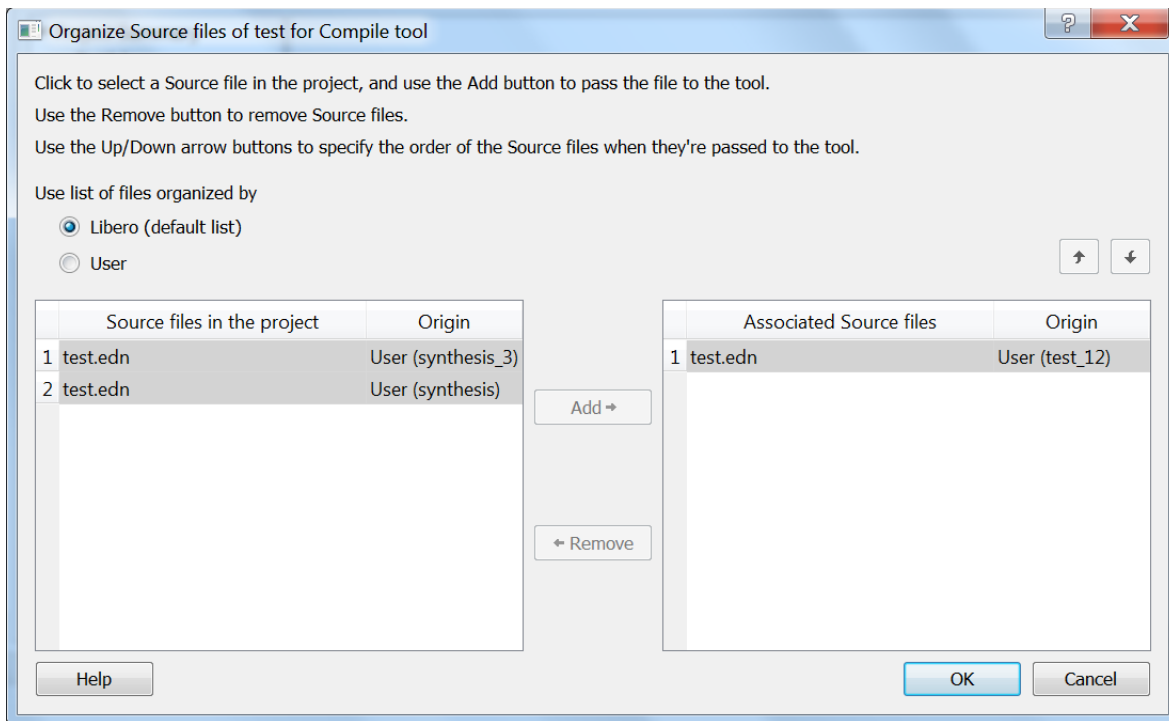 Organize Source files of test for Compile tool
Click to select a Source file in the project, and use the Add button to pass the file to the tool.
Use the Remove button to remove Source files.
Use the Up/Down arrow buttons to specify the order of the Source files when they're passed to the tool.
Use list of files organized by
Libero (default list)
User
Source files in the project Origin
1 test.edn User (synthesis_3)
2 test.edn User (synthesis)
Add
Remove
Associated Source files Origin
1 test.edn User (test_12)
Help
OK
Cancel